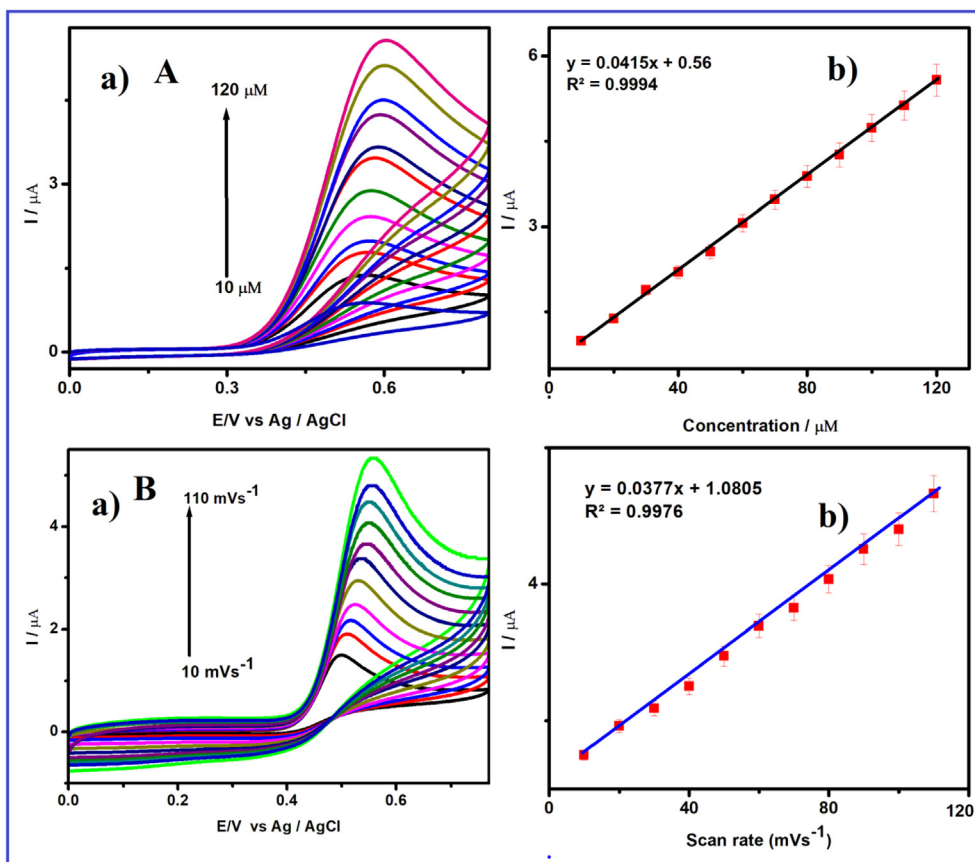 a) A
120 μM
10 μM
3
0
0.0 0.3 0.6
I / μA
E/V vs Ag / AgCl
b)
y = 0.0415x + 0.56
R² = 0.9994
6
3
0 40 80 120
I / μA
Concentration / μM
a) B
110 mVs-1
10 mVs-1
4
2
0
0.0 0.2 0.4 0.6
I / μA
E/V vs Ag / AgCl
b)
y = 0.0377x + 1.0805
R² = 0.9976
4
0 40 80 120
I / μA
Scan rate (mVs-1)